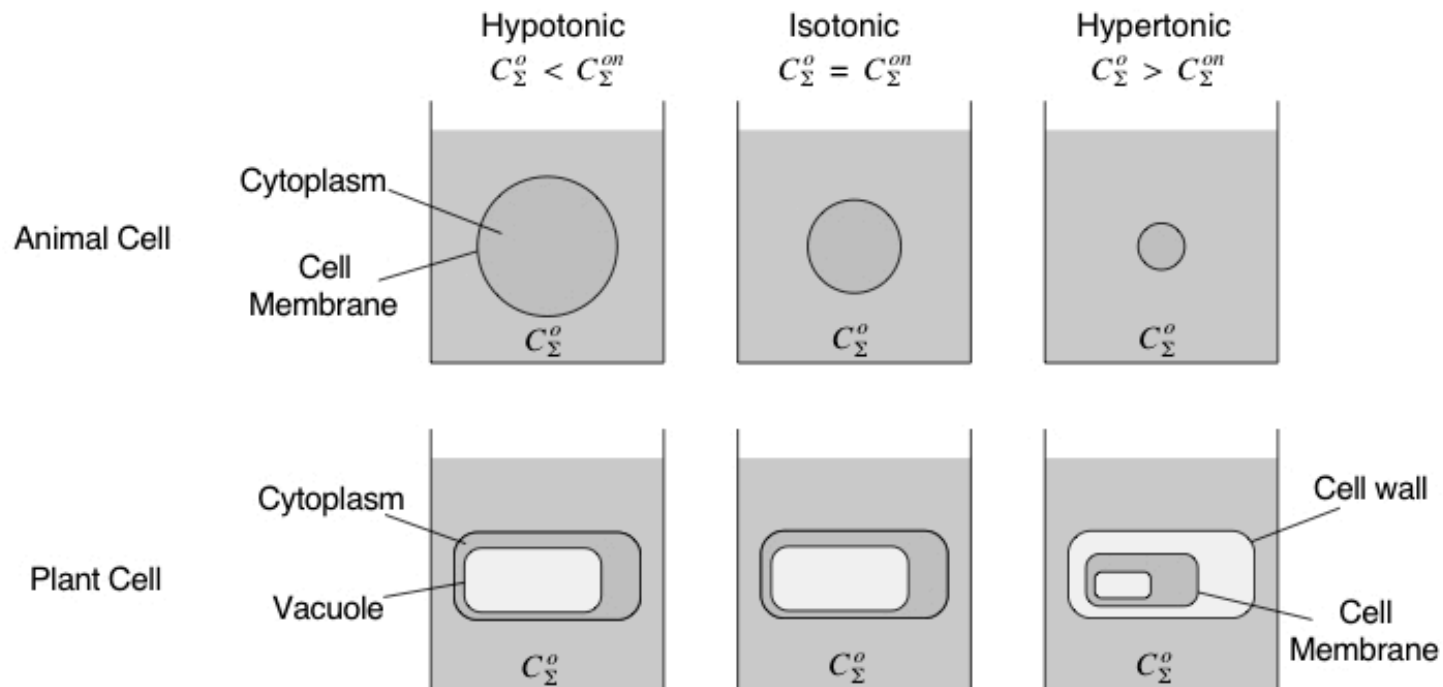 Hypotonic
C_Σ^o < C_Σ^on
Isotonic
C_Σ^o = C_Σ^on
Hypertonic
C_Σ^o > C_Σ^on
Animal Cell
Cytoplasm
Cell
Membrane
C_Σ^o
C_Σ^o
C_Σ^o
Plant Cell
Cytoplasm
Vacuole
C_Σ^o
C_Σ^o
Cell wall
Cell
Membrane
C_Σ^o